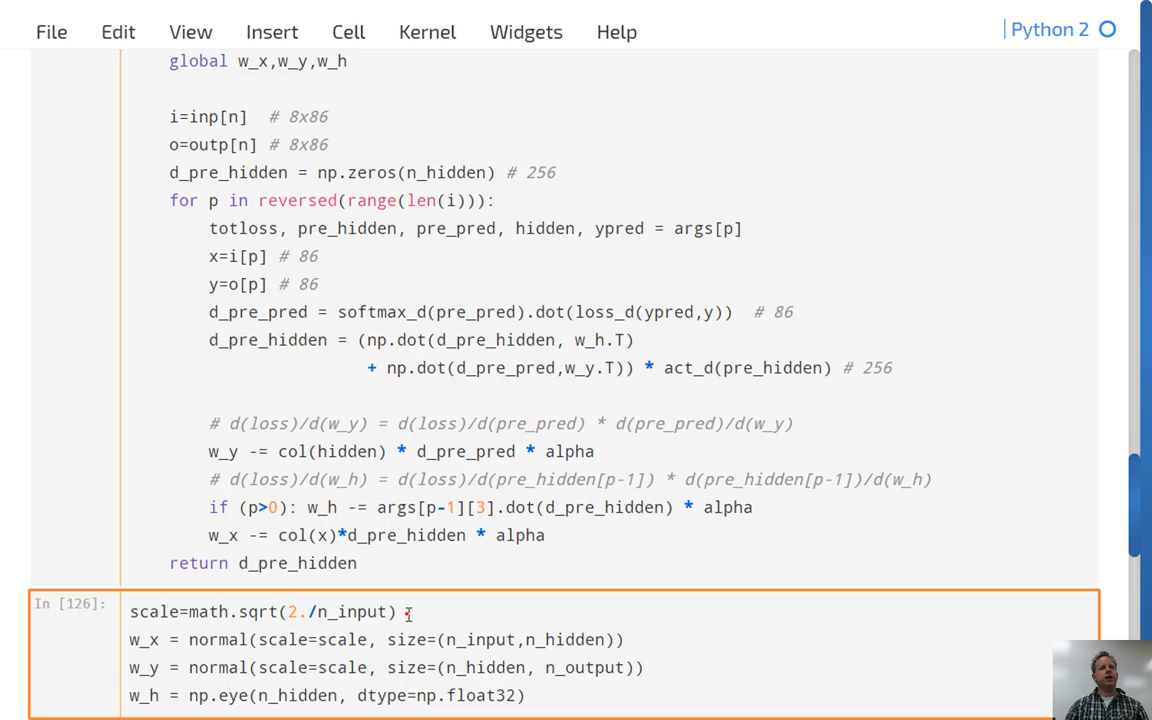 File Edit View Insert Cell Kernel Widgets Help Python 2
global w_x,w_y,w_h
i=inp[n]  # 8x86
o=outp[n] # 8x86
d_pre_hidden = np.zeros(n_hidden) # 256
for p in reversed(range(len(i))):
totloss, pre_hidden, pre_pred, hidden, ypred = args[p]
x=i[p] # 86
y=o[p] # 86
d_pre_pred = softmax_d(pre_pred).dot(loss_d(ypred,y))  # 86
d_pre_hidden = (np.dot(d_pre_hidden, w_h.T)
+ np.dot(d_pre_pred,w_y.T)) * act_d(pre_hidden) # 256
# d(loss)/d(w_y) = d(loss)/d(pre_pred) * d(pre_pred)/d(w_y)
w_y -= col(hidden) * d_pre_pred * alpha
# d(loss)/d(w_h) = d(loss)/d(pre_hidden[p-1]) * d(pre_hidden[p-1])/d(w_h)
if (p>0): w_h -= args[p-1][3].dot(d_pre_hidden) * alpha
w_x -= col(x)*d_pre_hidden * alpha
return d_pre_hidden
In [126]: scale=math.sqrt(2./n_input)
w_x = normal(scale=scale, size=(n_input,n_hidden))
w_y = normal(scale=scale, size=(n_hidden, n_output))
w_h = np.eye(n_hidden, dtype=np.float32)